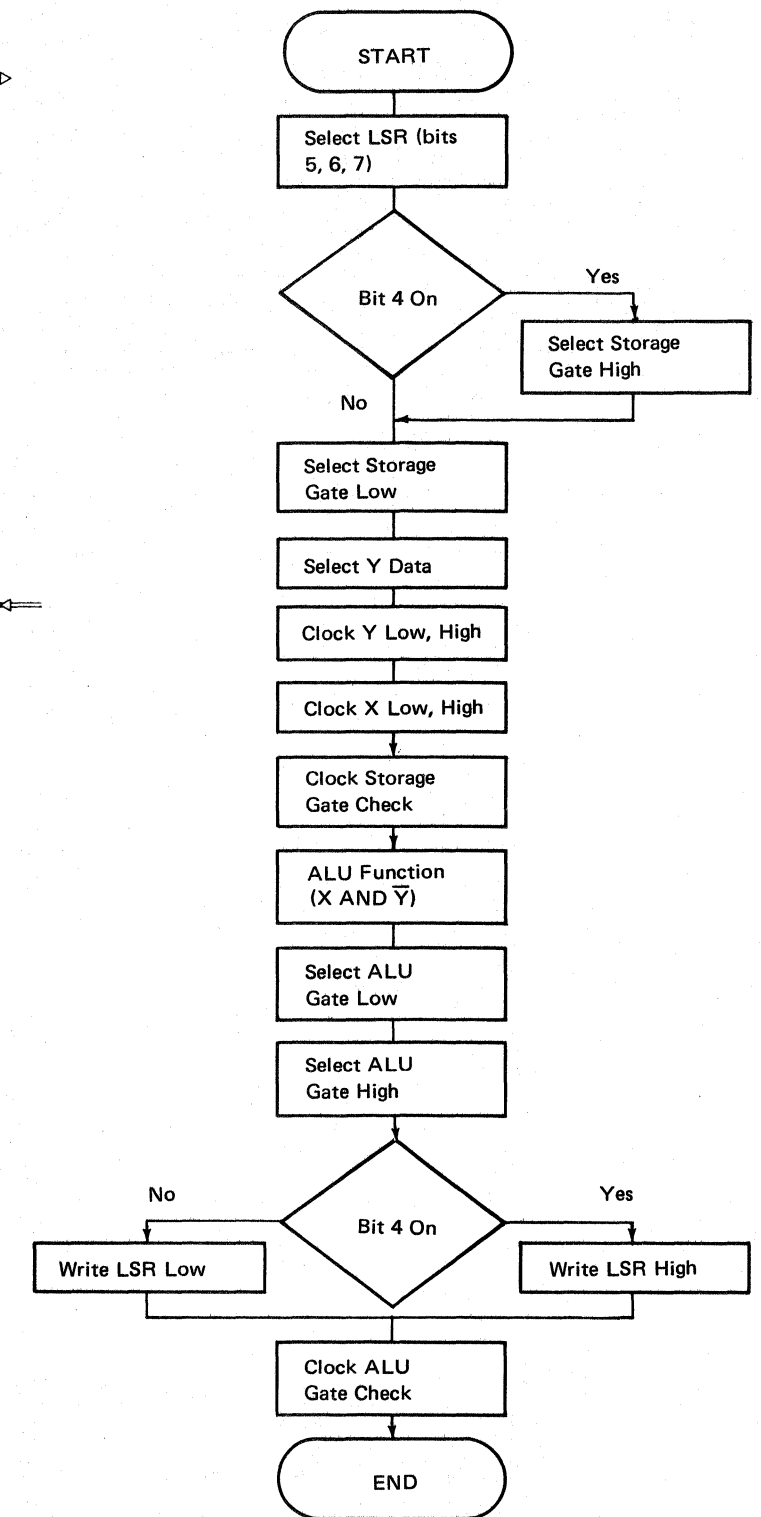 START
Select LSR (bits
5, 6, 7)
Bit 4 On
Yes
Select Storage
Gate High
No
Select Storage
Gate Low
Select Y Data
Clock Y Low, High
Clock X Low, High
Clock Storage
Gate Check
ALU Function
(X AND Y̅)
Select ALU
Gate Low
Select ALU
Gate High
No
Yes
Bit 4 On
Write LSR Low
Write LSR High
Clock ALU
Gate Check
END